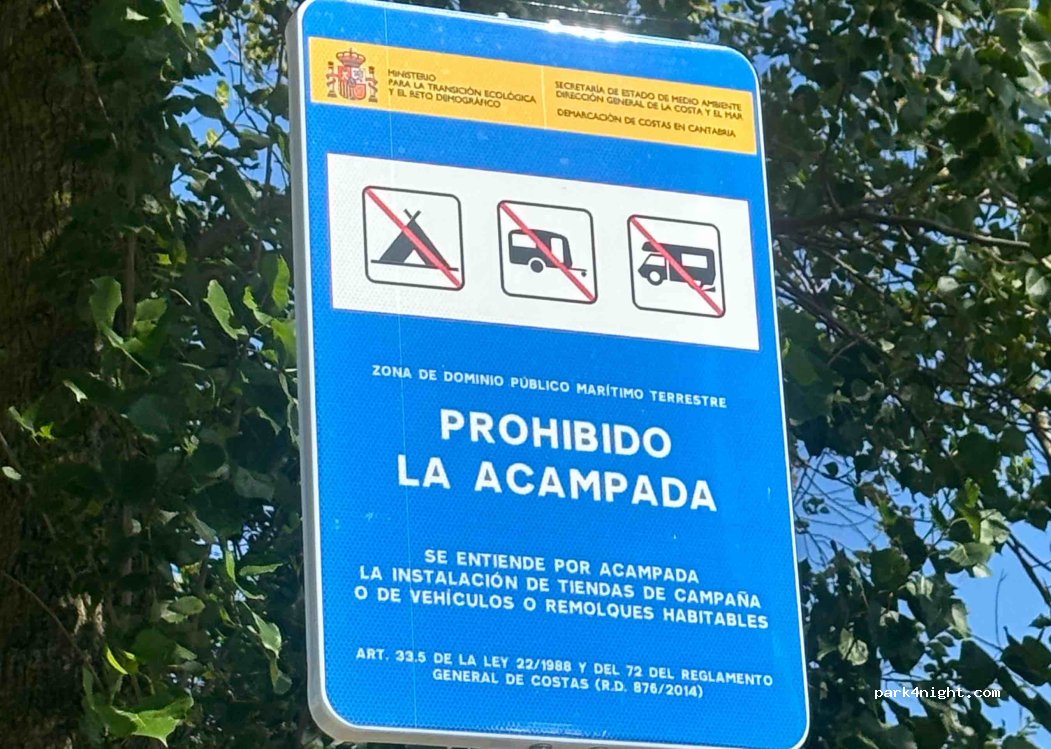 MINISTERIO
PARA LA TRANSICIÓN ECOLÓGICA
Y EL RETO DEMOGRÁFICO
SECRETARÍA DE ESTADO DE MEDIO AMBIENTE
DIRECCIÓN GENERAL DE LA COSTA Y EL MAR
DEMARCACIÓN DE COSTAS EN CANTABRIA
ZONA DE DOMINIO PÚBLICO MARÍTIMO TERRESTRE
PROHIBIDO
LA ACAMPADA
SE ENTIENDE POR ACAMPADA
LA INSTALACIÓN DE TIENDAS DE CAMPAÑA
O DE VEHÍCULOS O REMOLQUES HABITABLES
ART. 33.5 DE LA LEY 22/1988 Y DEL 72 DEL REGLAMENTO
GENERAL DE COSTAS (R.D. 876/2014)
park4night.com